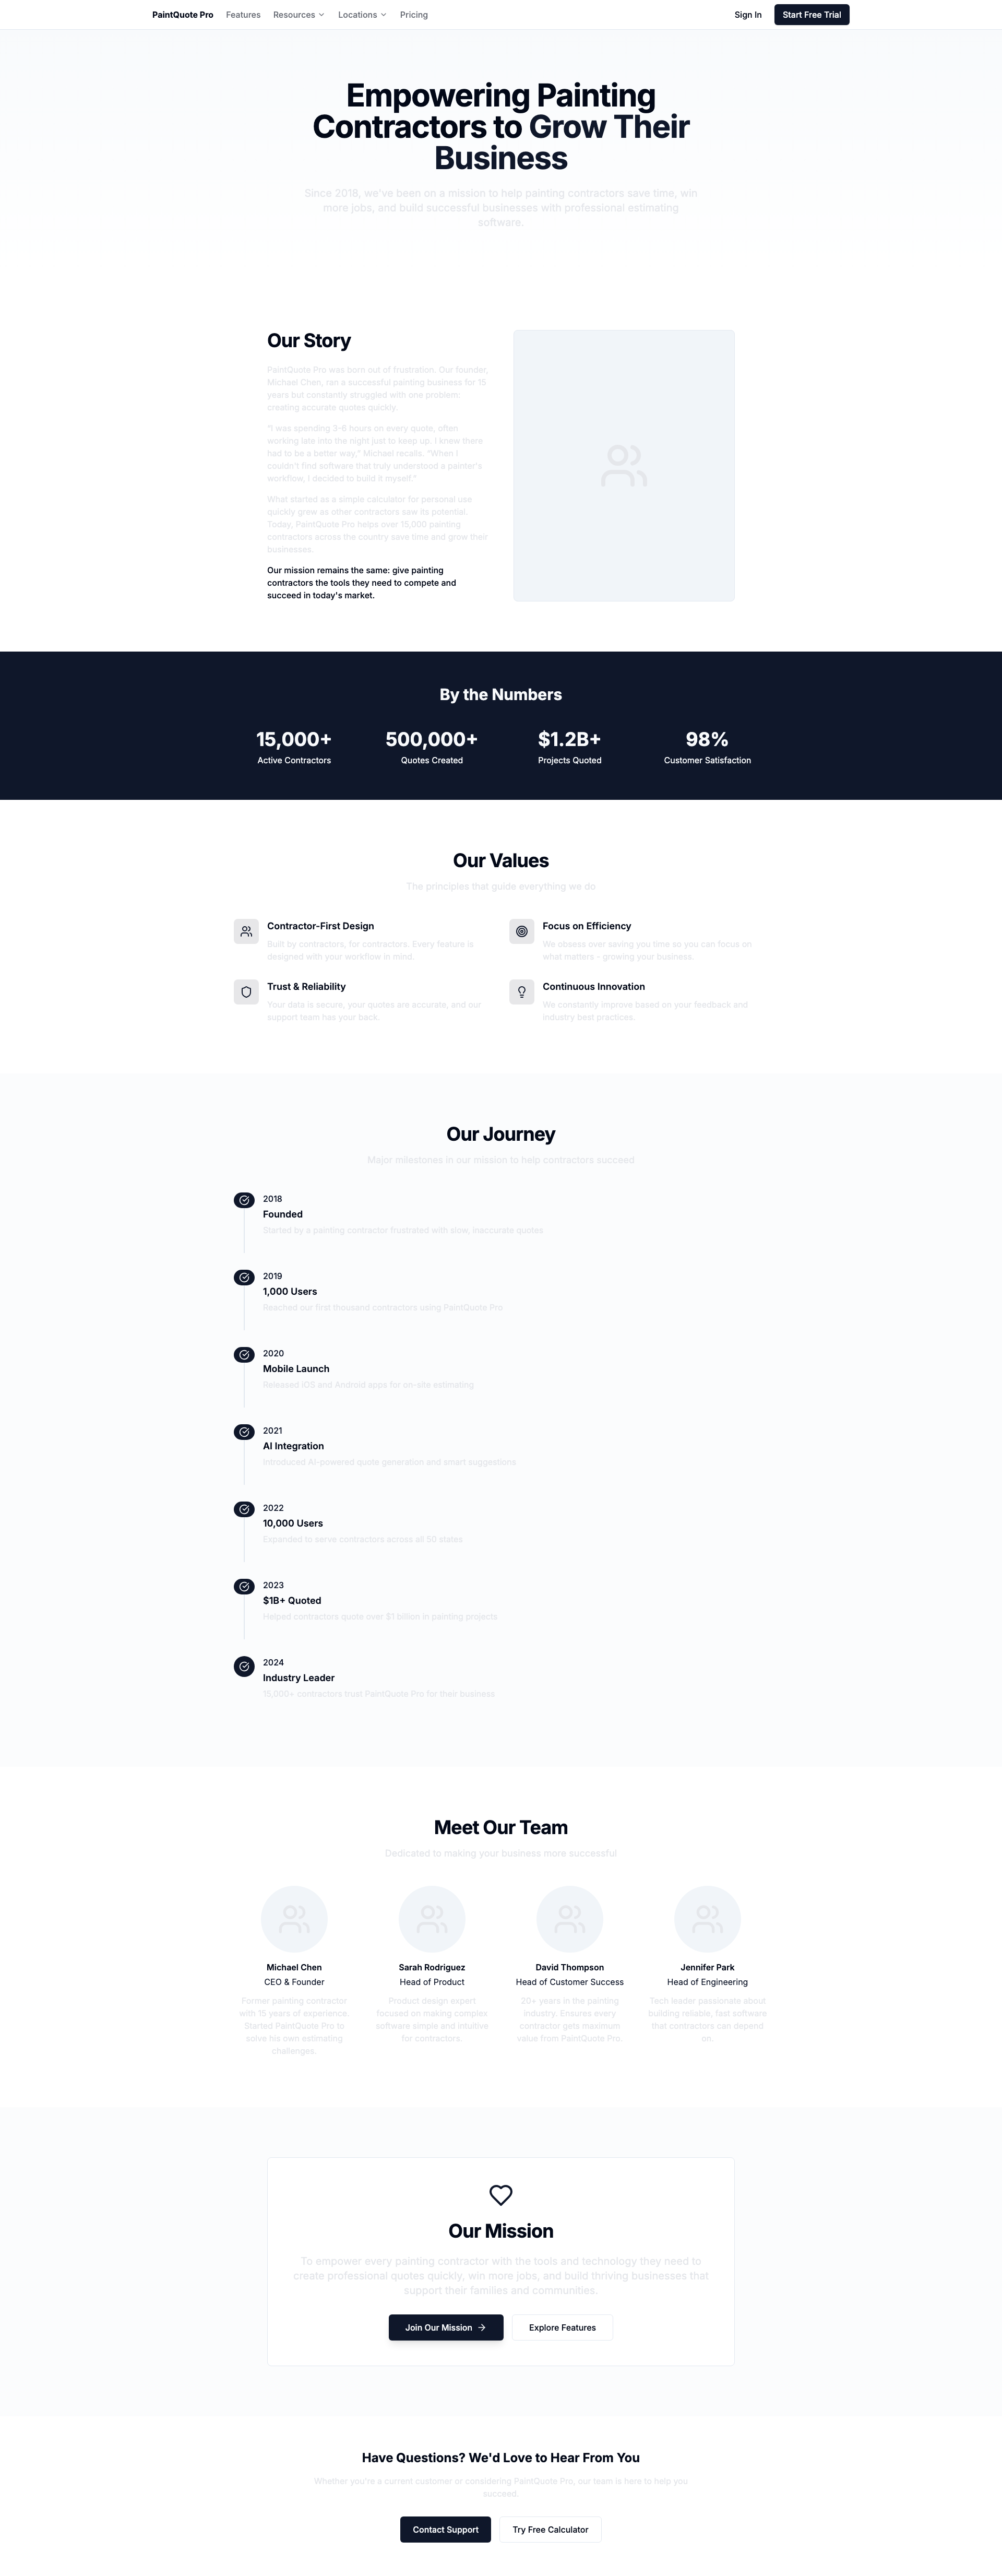 PaintQuote Pro
Features
Resources
Locations
Pricing
Sign In
Start Free Trial
Empowering Painting
Contractors to Grow Their
Business
Since 2018, we've been on a mission to help painting contractors save time, win
more jobs, and build successful businesses with professional estimating
software.
Our Story
PaintQuote Pro was born out of frustration. Our founder,
Michael Chen, ran a successful painting business for 15
years but constantly struggled with one problem:
creating accurate quotes quickly.
"I was spending 3-6 hours on every quote, often
working late into the night just to keep up. I knew there
had to be a better way," Michael recalls. "When I
couldn't find software that truly understood a painter's
workflow, I decided to build it myself."
What started as a simple calculator for personal use
quickly grew as other contractors saw its potential.
Today, PaintQuote Pro helps over 15,000 painting
contractors across the country save time and grow their
businesses.
Our mission remains the same: give painting
contractors the tools they need to compete and
succeed in today's market.
By the Numbers
15,000+
Active Contractors
500,000+
Quotes Created
$1.2B+
Projects Quoted
98%
Customer Satisfaction
Our Values
The principles that guide everything we do
Contractor-First Design
Built by contractors, for contractors. Every feature is
designed with your workflow in mind.
Focus on Efficiency
We obsess over saving you time so you can focus on
what matters - growing your business.
Trust & Reliability
Your data is secure, your quotes are accurate, and our
support team has your back.
Continuous Innovation
We constantly improve based on your feedback and
industry best practices.
Our Journey
Major milestones in our mission to help contractors succeed
2018
Founded
Started by a painting contractor frustrated with slow, inaccurate quotes
2019
1,000 Users
Reached our first thousand contractors using PaintQuote Pro
2020
Mobile Launch
Released iOS and Android apps for on-site estimating
2021
AI Integration
Introduced AI-powered quote generation and smart suggestions
2022
10,000 Users
Expanded to serve contractors across all 50 states
2023
$1B+ Quoted
Helped contractors quote over $1 billion in painting projects
2024
Industry Leader
15,000+ contractors trust PaintQuote Pro for their business
Meet Our Team
Dedicated to making your business more successful
Michael Chen
CEO & Founder
Former painting contractor
with 15 years of experience.
Started PaintQuote Pro to
solve his own estimating
challenges.
Sarah Rodriguez
Head of Product
Product design expert
focused on making complex
software simple and intuitive
for contractors.
David Thompson
Head of Customer Success
20+ years in the painting
industry. Ensures every
contractor gets maximum
value from PaintQuote Pro.
Jennifer Park
Head of Engineering
Tech leader passionate about
building reliable, fast software
that contractors can depend
on.
Our Mission
To empower every painting contractor with the tools and technology they need to
create professional quotes quickly, win more jobs, and build thriving businesses that
support their families and communities.
Join Our Mission
Explore Features
Have Questions? We'd Love to Hear From You
Whether you're a current customer or considering PaintQuote Pro, our team is here to help you
succeed.
Contact Support
Try Free Calculator